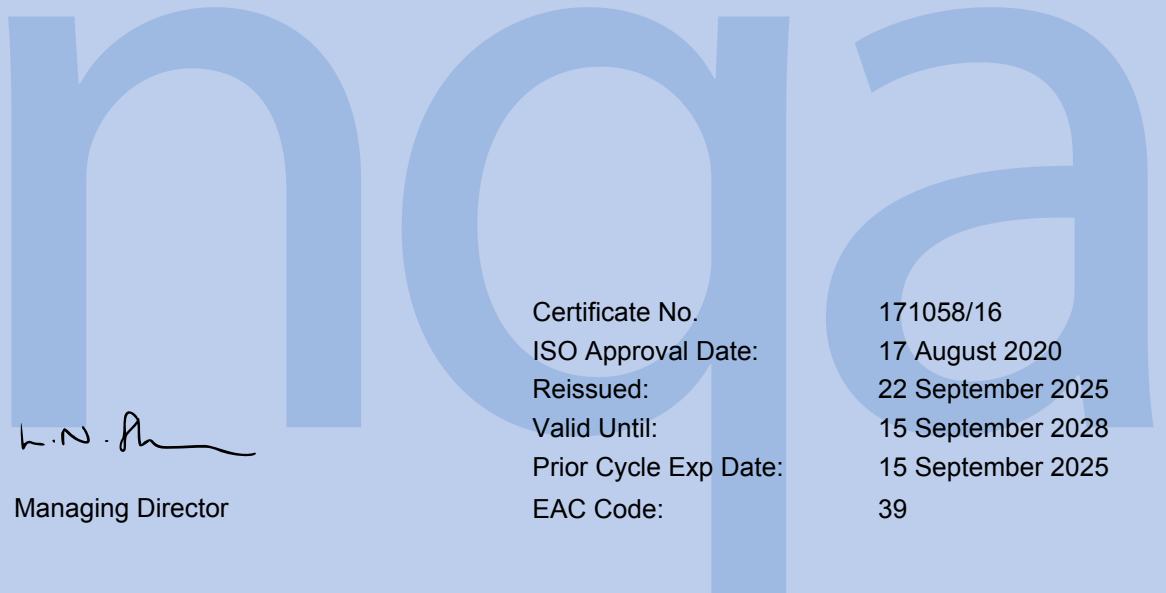 nqa
Certificate No. 171058/16
ISO Approval Date: 17 August 2020
Reissued: 22 September 2025
Valid Until: 15 September 2028
Prior Cycle Exp Date: 15 September 2025
EAC Code: 39
L.N.
Managing Director